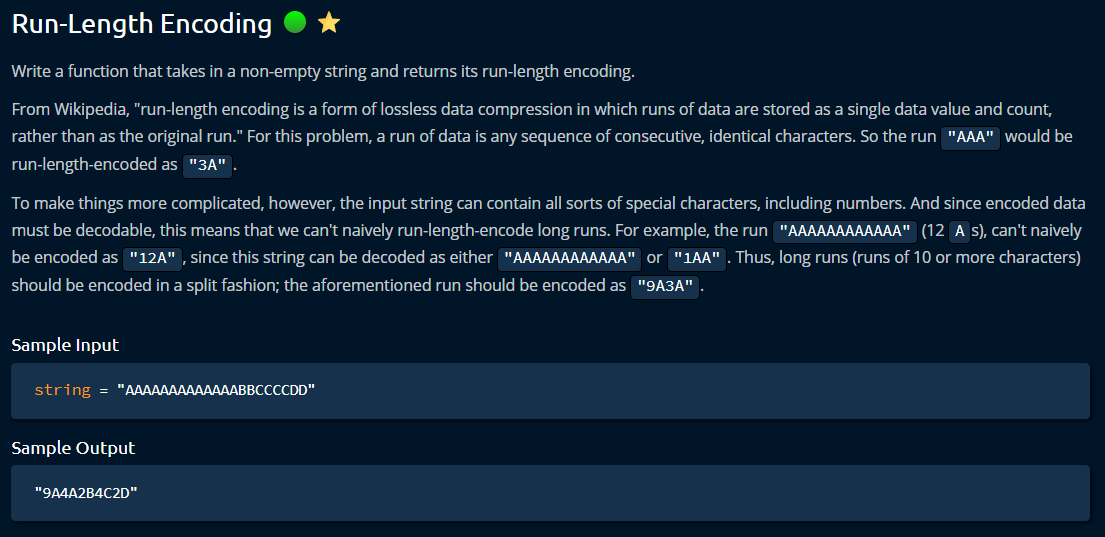 Run-Length Encoding
Write a function that takes in a non-empty string and returns its run-length encoding.
From Wikipedia, "run-length encoding is a form of lossless data compression in which runs of data are stored as a single data value and count,
rather than as the original run." For this problem, a run of data is any sequence of consecutive, identical characters. So the run "AAA" would be
run-length-encoded as "3A".
To make things more complicated, however, the input string can contain all sorts of special characters, including numbers. And since encoded data
must be decodable, this means that we can't naively run-length-encode long runs. For example, the run "AAAAAAAAAAAA" (12 A s), can't naively
be encoded as "12A", since this string can be decoded as either "AAAAAAAAAAAA" or "1AA". Thus, long runs (runs of 10 or more characters)
should be encoded in a split fashion; the aforementioned run should be encoded as "9A3A".
Sample Input
string = "AAAAAAAAAAAAABBCCCCDD"
Sample Output
"9A4A2B4C2D"